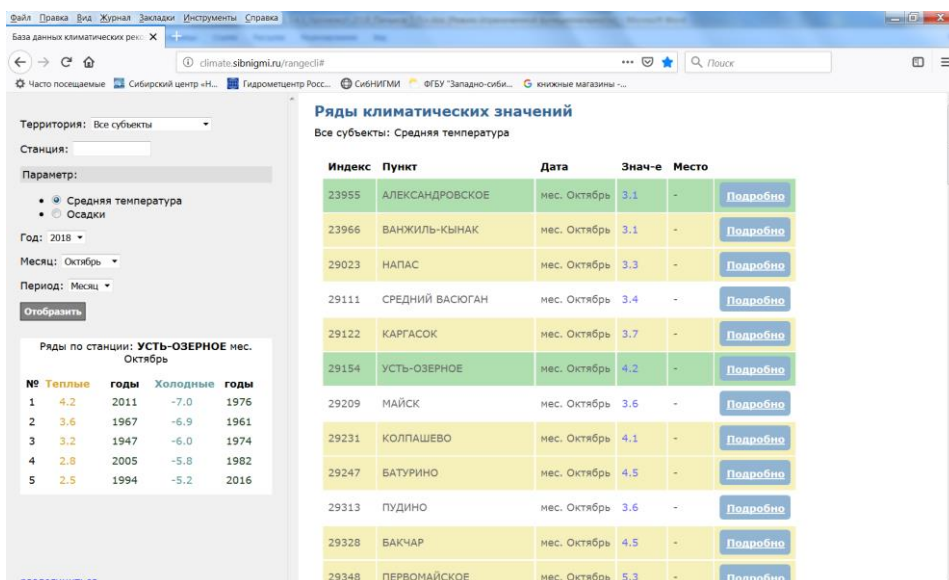 Файл Правка Вид Журнал Закладки Инструменты Справка
База данных климатических реко
climate.sibnigmi.ru/rangecli#
Поиск
Часто посещаемые Сибирский центр «Н... Гидрометцентр Росс... СибНИГМИ ФГБУ "Западно-сиби... книжные магазины -...
Территория: Все субъекты
Станция:
Параметр:
Средняя температура
Осадки
Год: 2018
Месяц: Октябрь
Период: Месяц
Отобразить
Ряды по станции: УСТЬ-ОЗЕРНОЕ мес.
Октябрь
№ Теплые годы Холодные годы
1 4.2 2011 -7.0 1976
2 3.6 1967 -6.9 1961
3 3.2 1947 -6.0 1974
4 2.8 2005 -5.8 1982
5 2.5 1994 -5.2 2016
Ряды климатических значений
Все субъекты: Средняя температура
Индекс Пункт Дата Знач-е Место
23955 АЛЕКСАНДРОВСКОЕ мес. Октябрь 3.1 - Подробно
23966 ВАНЖИЛЬ-КЫНАК мес. Октябрь 3.1 - Подробно
29023 НАПАС мес. Октябрь 3.3 - Подробно
29111 СРЕДНИЙ ВАСЮГАН мес. Октябрь 3.4 - Подробно
29122 КАРГАСОК мес. Октябрь 3.7 - Подробно
29154 УСТЬ-ОЗЕРНОЕ мес. Октябрь 4.2 - Подробно
29209 МАЙСК мес. Октябрь 3.6 - Подробно
29231 КОЛПАШЕВО мес. Октябрь 4.1 - Подробно
29247 БАТУРИНО мес. Октябрь 4.5 - Подробно
29313 ПУДИНО мес. Октябрь 3.6 - Подробно
29328 БАКЧАР мес. Октябрь 4.5 - Подробно
29348 ПЕРВОМАЙСКОЕ мес. Октябрь 5.3 - Подробно